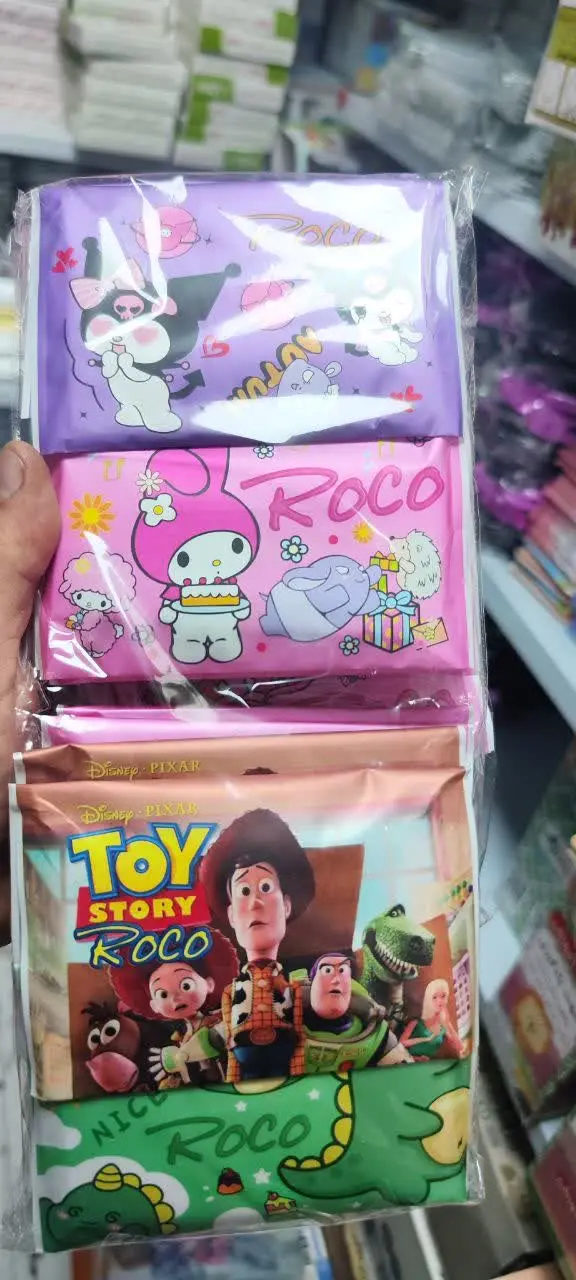 ROCO
ROCO
DISNEY · PIXAR
DISNEY · PIXAR
TOY
STORY
ROCO
NICE
ROCO